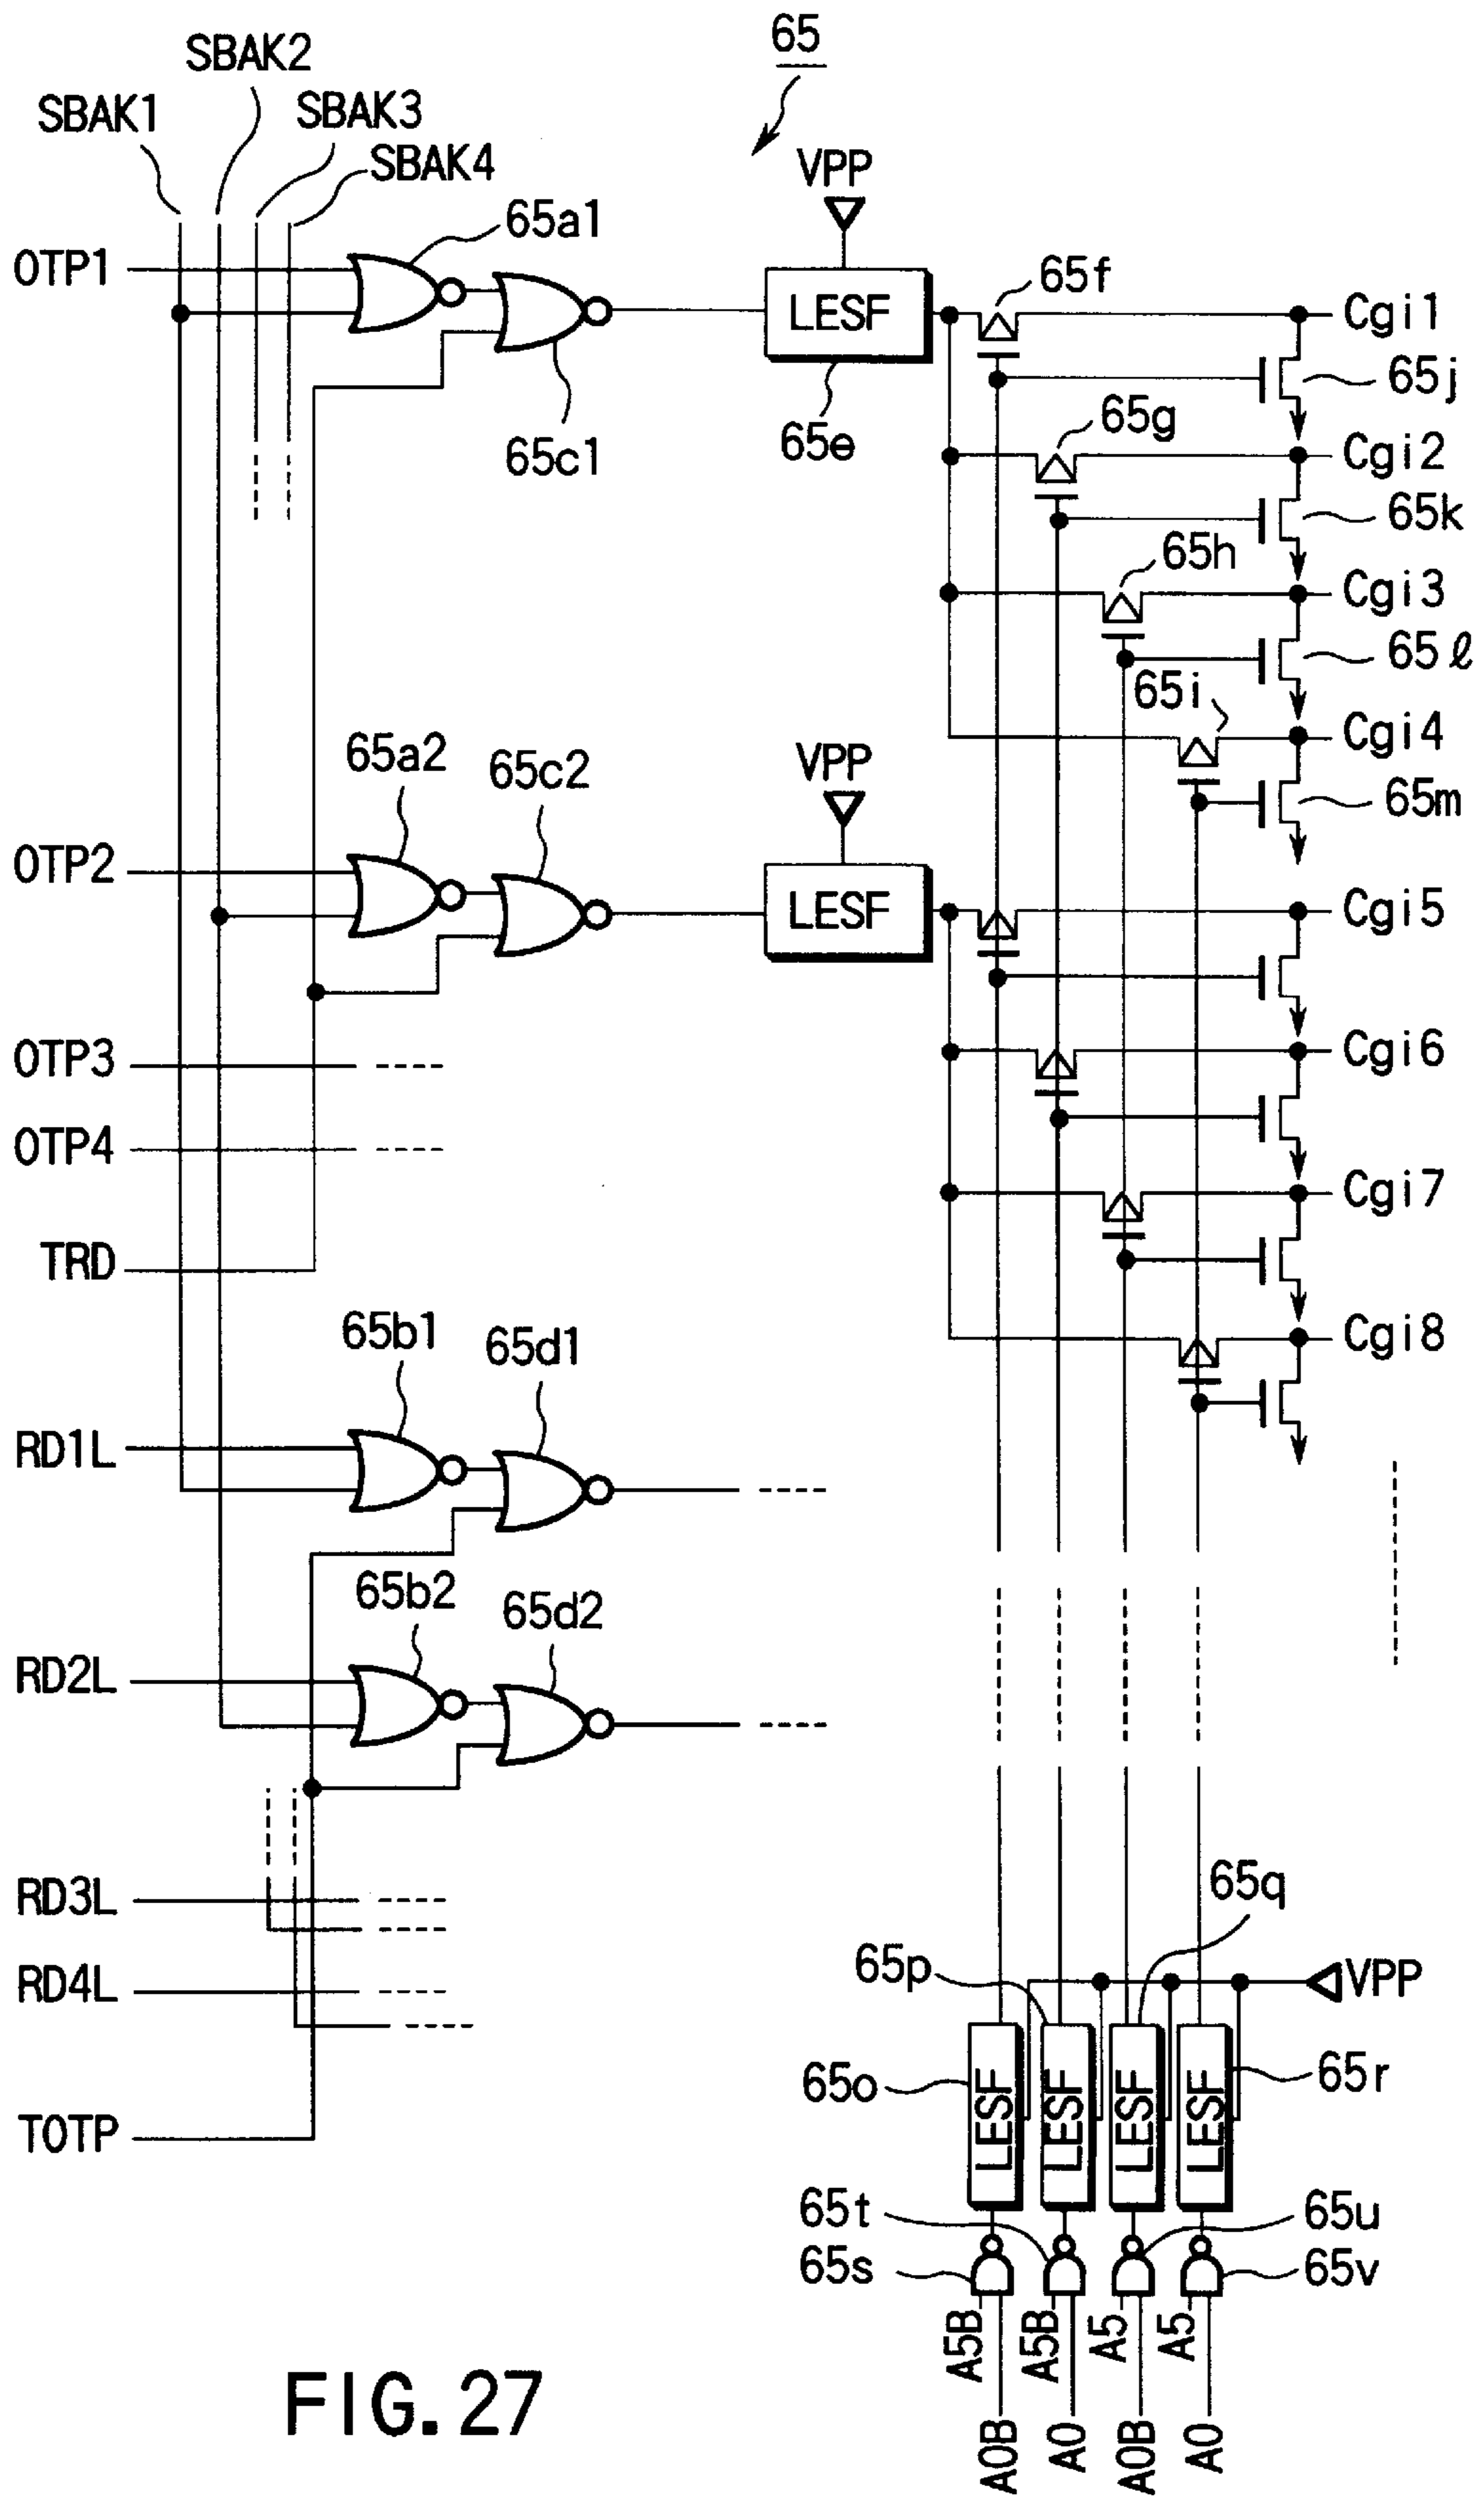 65
SBAK2
SBAK1
SBAK3
SBAK4
VPP
65a1
OTP1
LESF
65f
Cgi1
65j
65c1
65e
65g
Cgi2
65k
65h
Cgi3
65ℓ
65i
Cgi4
65a2
65c2
VPP
65m
OTP2
LESF
Cgi5
OTP3
Cgi6
OTP4
Cgi7
TRD
65b1
65d1
Cgi8
RD1L
65b2
65d2
RD2L
65q
RD3L
65p
VPP
RD4L
65o
LESF
LESF
LESF
LESF
65r
TOTP
65t
65u
65s
65v
A5B
A5B
A5
A5
A0B
A0
A0B
A0
FIG. 27